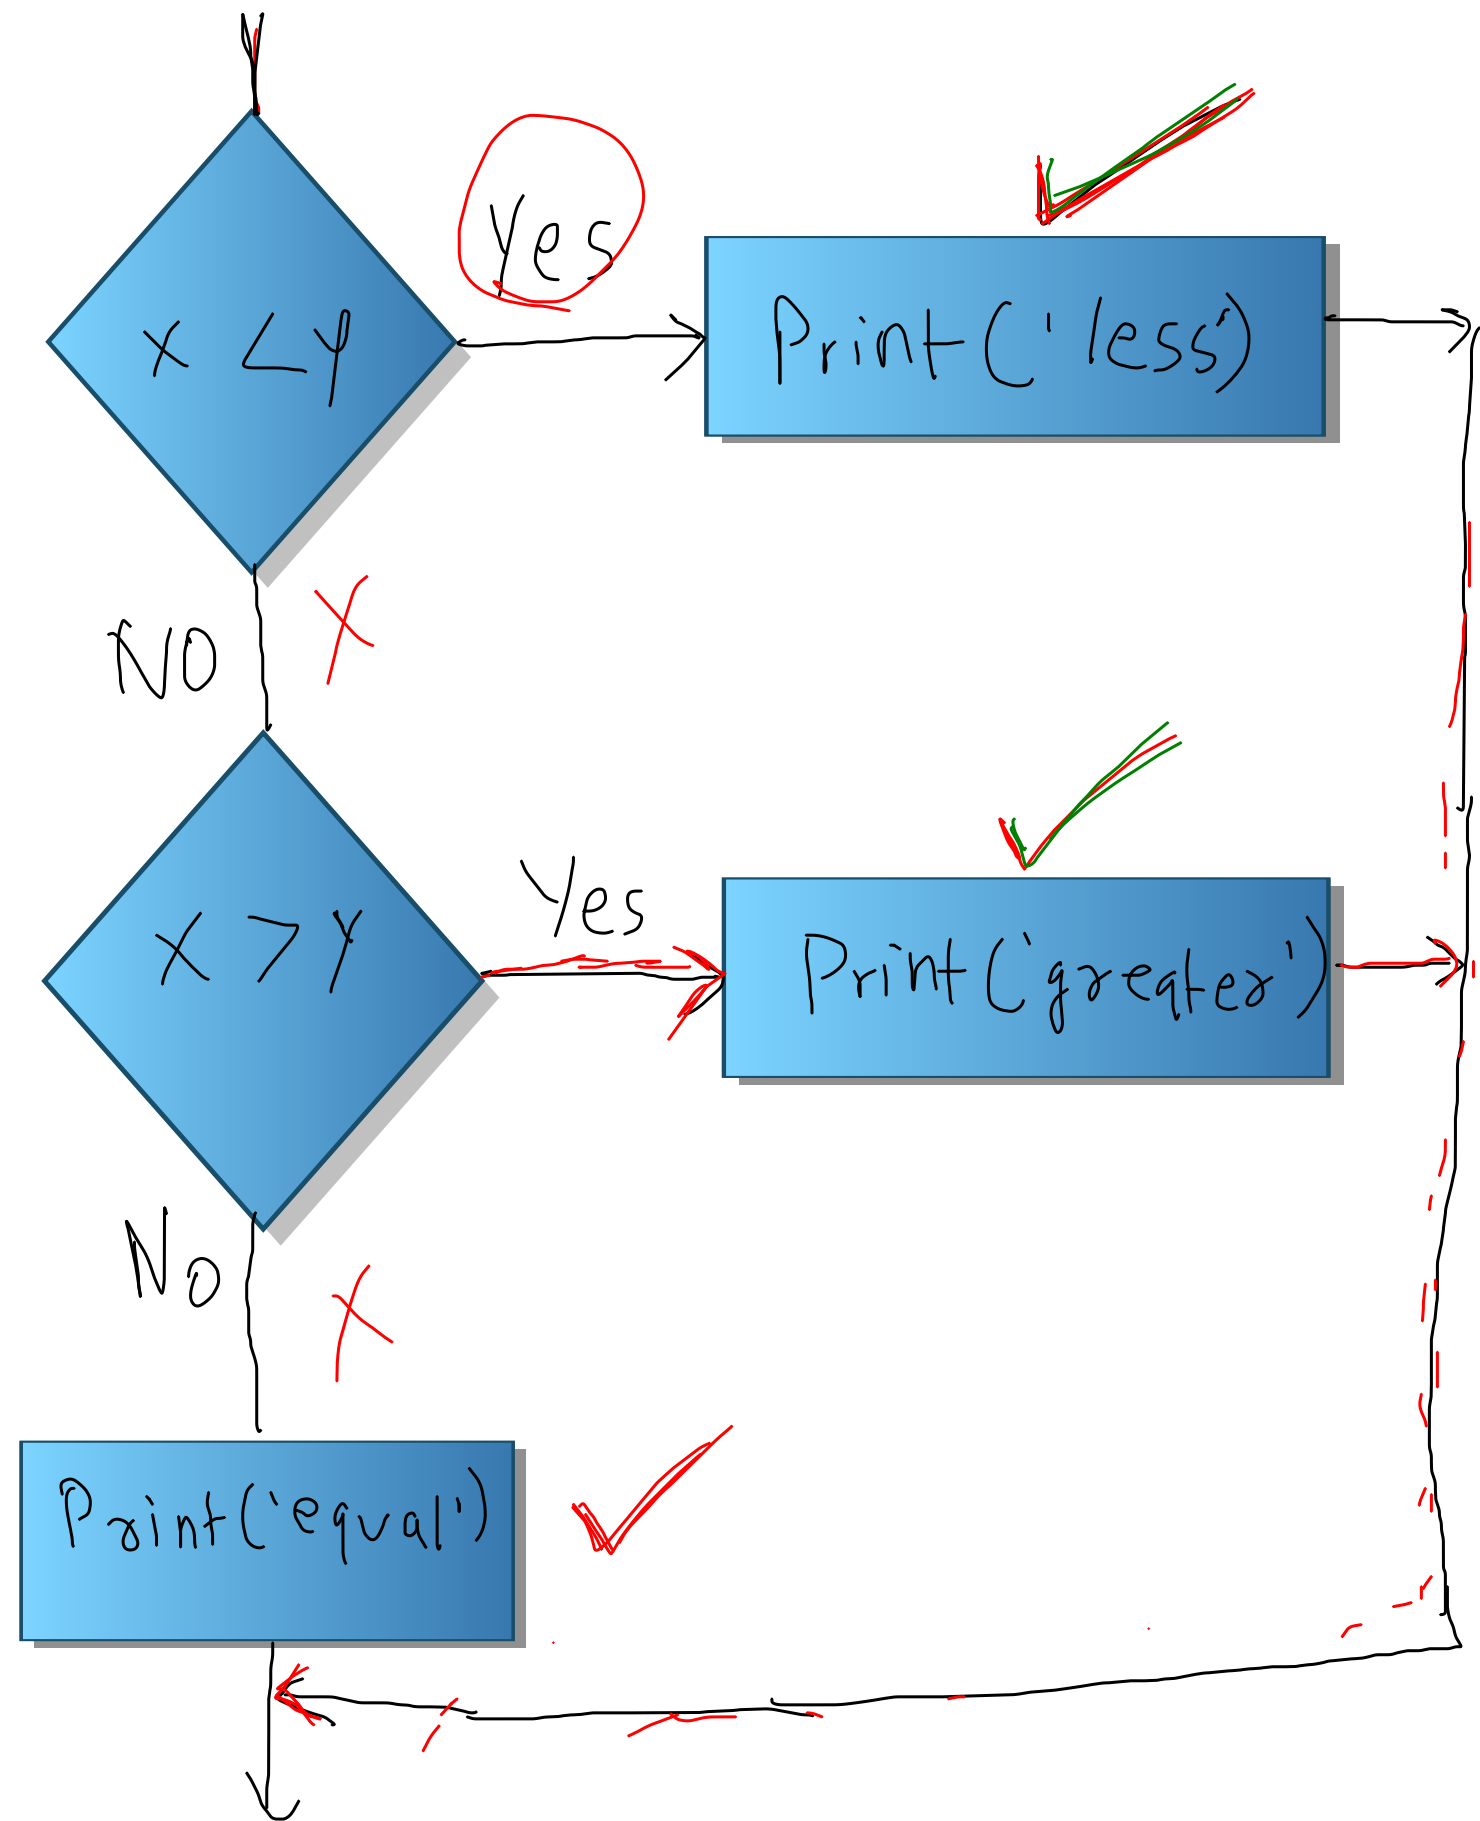 x < y
Yes
Print('less')
NO
x > y
Yes
Print('greater')
No
Print('equal')